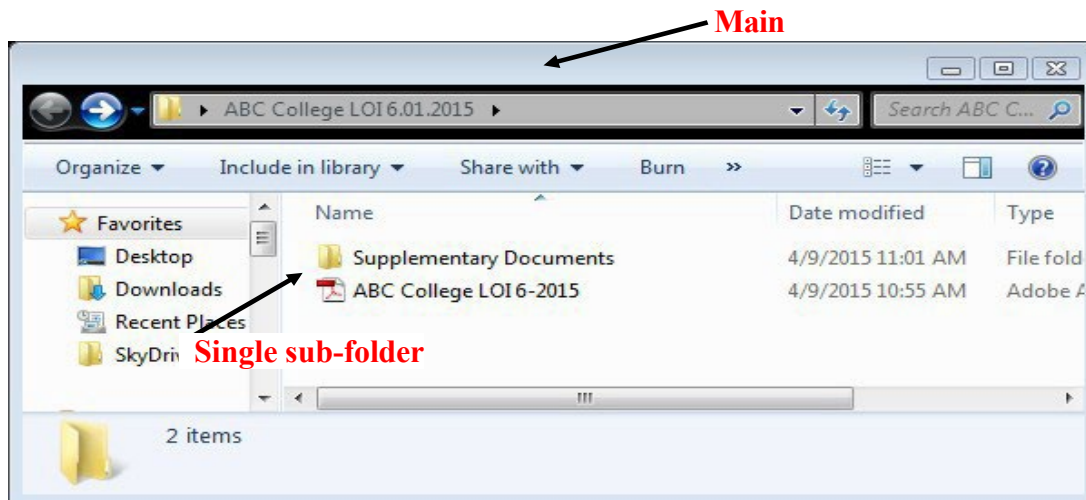 Main
ABC College LOI 6.01.2015
Search ABC C...
Organize Include in library Share with Burn »
Name Date modified Type
Favorites
Desktop
Downloads
Recent Places
SkyDriv
Supplementary Documents 4/9/2015 11:01 AM File fold
ABC College LOI 6-2015 4/9/2015 10:55 AM Adobe A
Single sub-folder
2 items